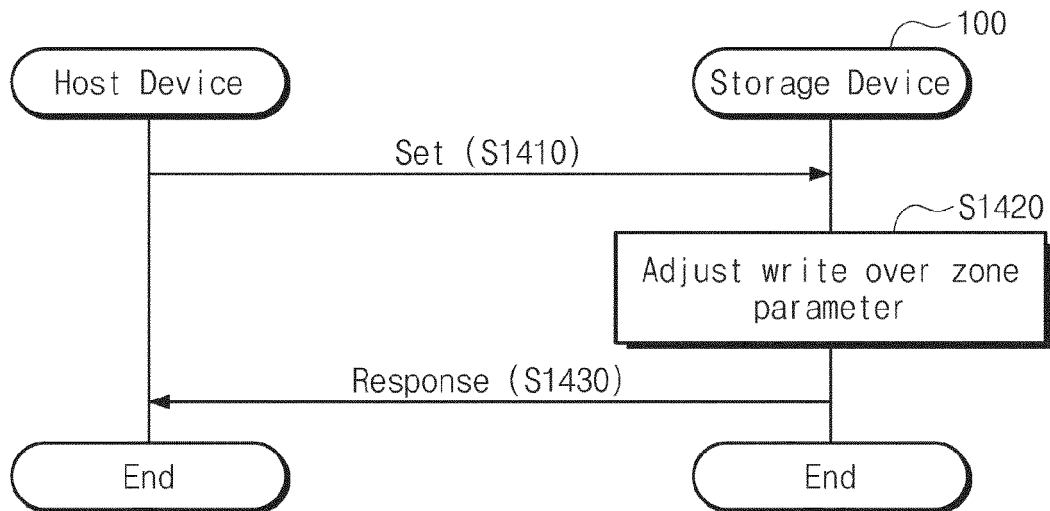 100
Host Device
Storage Device
Set (S1410)
S1420
Adjust write over zone
parameter
Response (S1430)
End
End